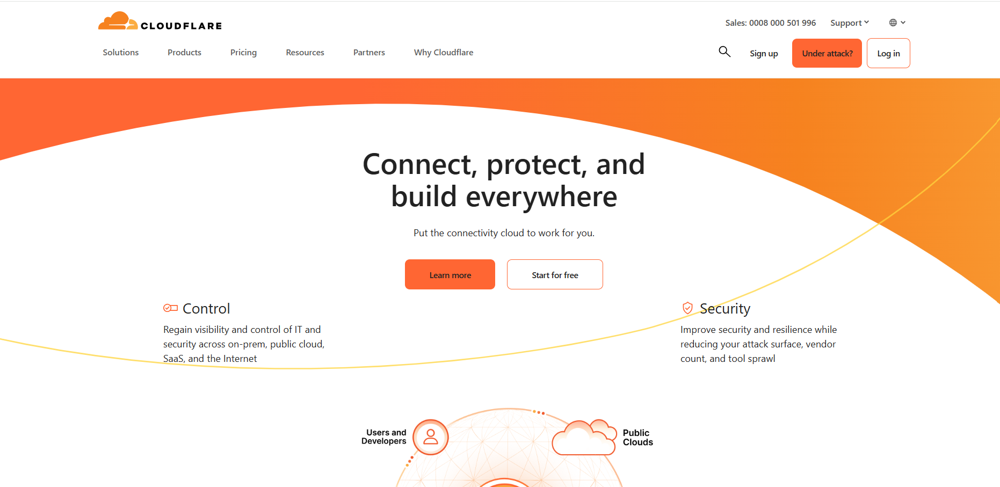 CLOUDFLARE
Sales: 0008 000 501 996
Support
Solutions
Products
Pricing
Resources
Partners
Why Cloudflare
Sign up
Under attack?
Log in
Connect, protect, and
build everywhere
Put the connectivity cloud to work for you.
Learn more
Start for free
Control
Regain visibility and control of IT and
security across on-prem, public cloud,
SaaS, and the Internet
Security
Improve security and resilience while
reducing your attack surface, vendor
count, and tool sprawl
Users and
Developers
Public
Clouds